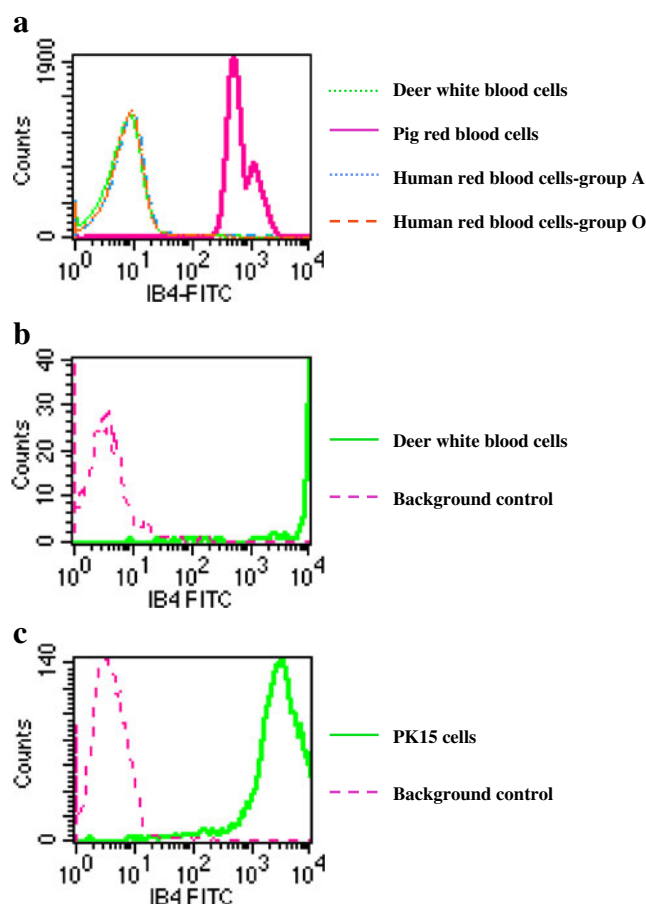 a
1900
Counts
0
10^0 10^1 10^2 10^3 10^4
IB4-FITC
Deer white blood cells
Pig red blood cells
Human red blood cells-group A
Human red blood cells-group O
b
40
30
20
10
0
Counts
10^0 10^1 10^2 10^3 10^4
IB4 FITC
Deer white blood cells
Background control
c
140
Counts
0
10^0 10^1 10^2 10^3 10^4
IB4 FITC
PK15 cells
Background control